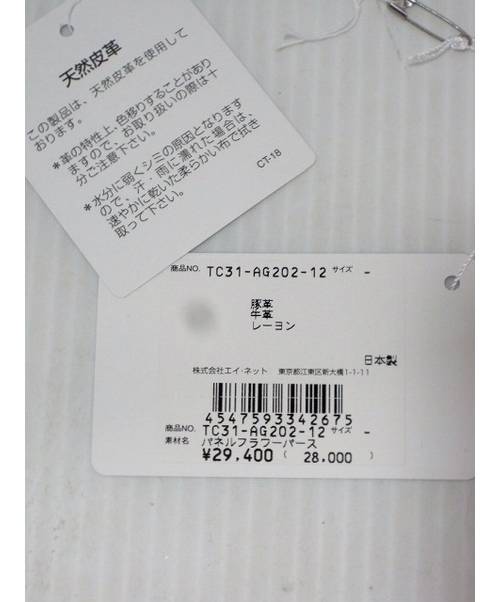 天然皮革
この製品は、天然皮革を使用して
おります。
*革の特性上、色移りすることがあり
ますので、お取り扱いの際は十
分ご注意下さい。
*水分に弱くシミの原因となります
ので、汗・雨に濡れた場合は、
速やかに乾いた柔らかい布で拭き
取って下さい。
CT-18
商品NO. TC31-AG202-12 サイズ -
豚革
牛革
レーヨン
日本製
株式会社エイ・ネット 東京都江東区新大橋1-1-11
4547593342675
商品NO. TC31-AG202-12 サイズ -
素材名 パネルフラワーパース
¥29,400 ( 28,000 )